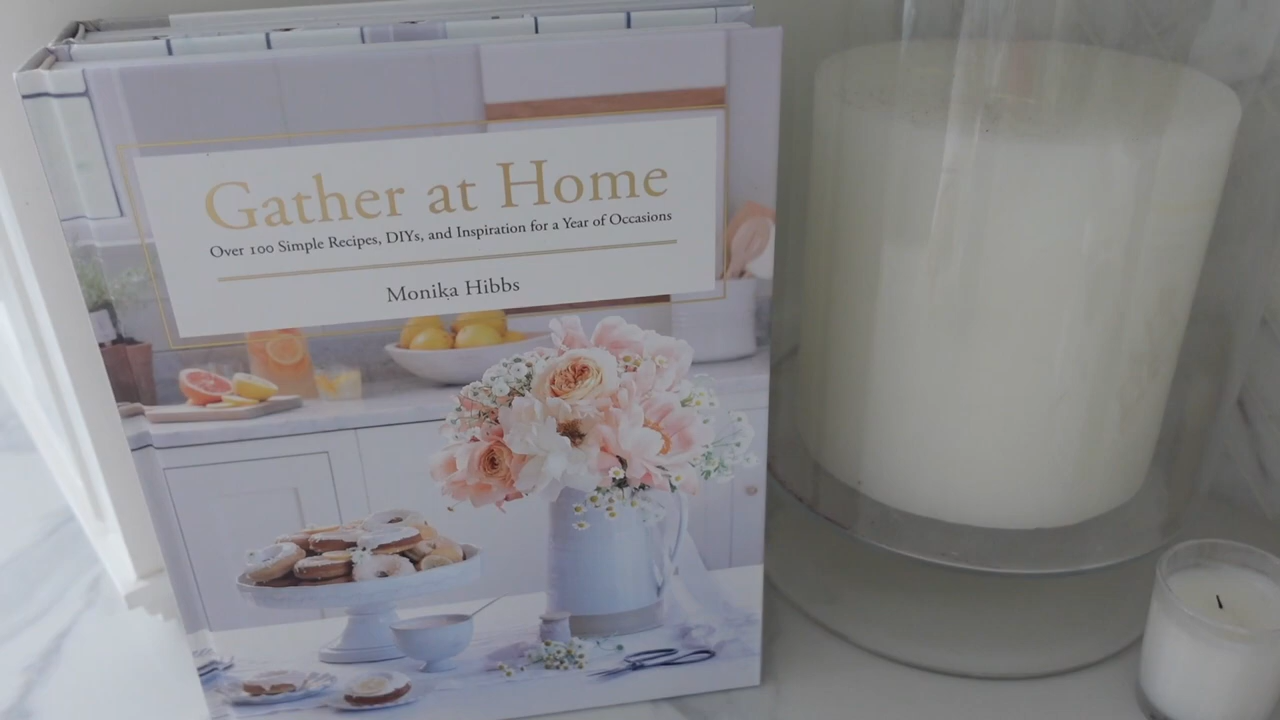 Gather at Home
Over 100 Simple Recipes, DIYs, and Inspiration for a Year of Occasions
Monika Hibbs